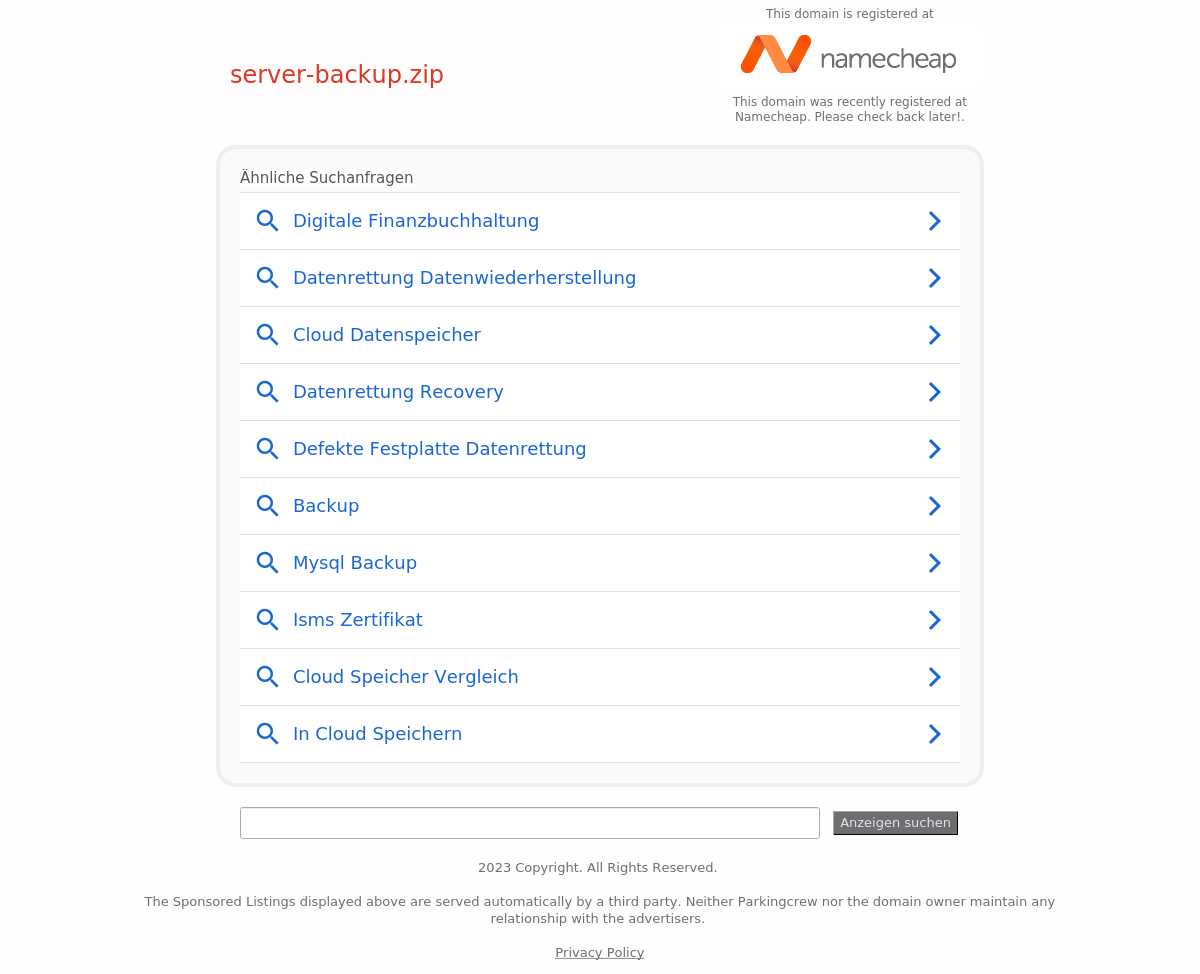 This domain is registered at
namecheap
server-backup.zip
This domain was recently registered at
Namecheap. Please check back later!.
Ähnliche Suchanfragen
Digitale Finanzbuchhaltung
Datenrettung Datenwiederherstellung
Cloud Datenspeicher
Datenrettung Recovery
Defekte Festplatte Datenrettung
Backup
Mysql Backup
Isms Zertifikat
Cloud Speicher Vergleich
In Cloud Speichern
Anzeigen suchen
2023 Copyright. All Rights Reserved.
The Sponsored Listings displayed above are served automatically by a third party. Neither Parkingcrew nor the domain owner maintain any
relationship with the advertisers.
Privacy Policy